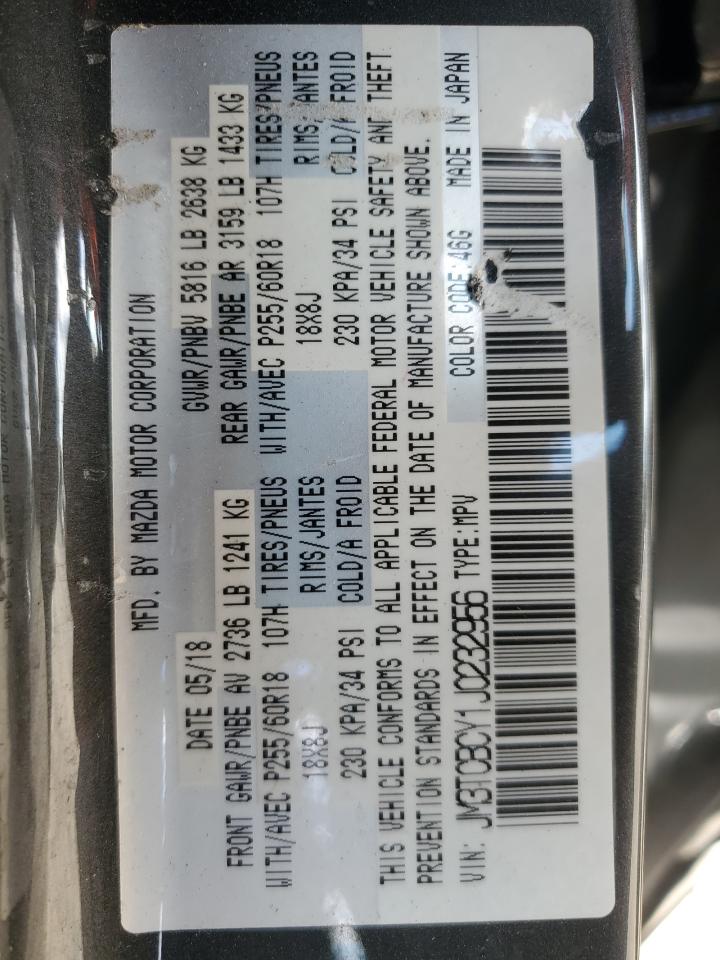 MFD. BY MAZDA MOTOR CORPORATION
DATE 05/18 GVWR/PNBV 5816 LB 2638 KG
FRONT GAWR/PNBE AV 2736 LB 1241 KG REAR GAWR/PNBE AR 3159 LB 1433 KG
WITH/AVEC P255/60R18 107H TIRES/PNEUS WITH/AVEC P255/60R18 107H TIRES/PNEUS
18X8J RIMS/JANTES 18X8J RIMS/JANTES
230 KPA/34 PSI COLD/A FROID 230 KPA/34 PSI COLD/A FROID
THIS VEHICLE CONFORMS TO ALL APPLICABLE FEDERAL MOTOR VEHICLE SAFETY AND THEFT
PREVENTION STANDARDS IN EFFECT ON THE DATE OF MANUFACTURE SHOWN ABOVE.
VIN: JM3TCBCY1J0232956 TYPE:MPV COLOR CODE:46G MADE IN JAPAN